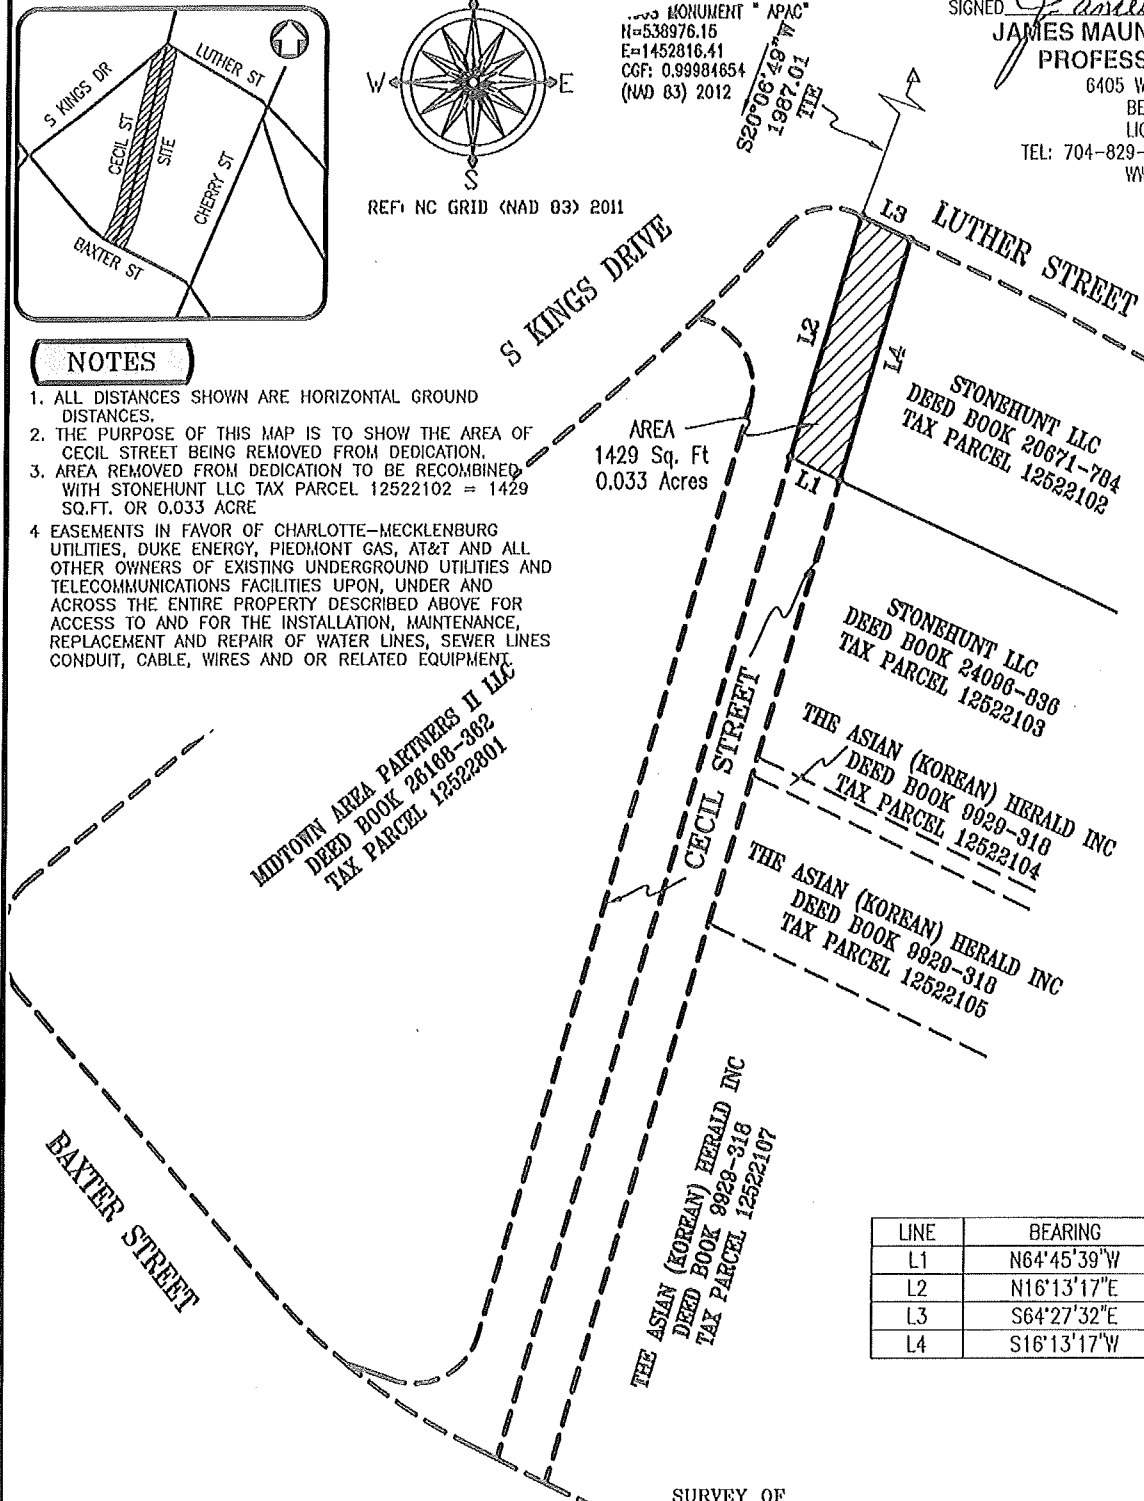 S KINGS DR
LUTHER ST
CECIL ST
SITE
CHERRY ST
BAXTER ST
W
E
S
REF: NC GRID (NAD 83) 2011
MONUMENT " APAC"
N=538976.15
E=1452816.41
CGF: 0.99984654
(NAD 83) 2012
S20°06'49"W
1987.01
TIE
SIGNED
JAMES MAUN
PROFESS
6405 W
BE
LIC
TEL: 704-829-
WW
NOTES
1. ALL DISTANCES SHOWN ARE HORIZONTAL GROUND
DISTANCES.
2. THE PURPOSE OF THIS MAP IS TO SHOW THE AREA OF
CECIL STREET BEING REMOVED FROM DEDICATION.
3. AREA REMOVED FROM DEDICATION TO BE RECOMBINED
WITH STONEHUNT LLC TAX PARCEL 12522102 = 1429
SQ.FT. OR 0.033 ACRE
4 EASEMENTS IN FAVOR OF CHARLOTTE-MECKLENBURG
UTILITIES, DUKE ENERGY, PIEDMONT GAS, AT&T AND ALL
OTHER OWNERS OF EXISTING UNDERGROUND UTILITIES AND
TELECOMMUNICATIONS FACILITIES UPON, UNDER AND
ACROSS THE ENTIRE PROPERTY DESCRIBED ABOVE FOR
ACCESS TO AND FOR THE INSTALLATION, MAINTENANCE,
REPLACEMENT AND REPAIR OF WATER LINES, SEWER LINES
CONDUIT, CABLE, WIRES AND OR RELATED EQUIPMENT.
S KINGS DRIVE
LUTHER STREET
L3
L2
L4
L1
AREA
1429 Sq. Ft
0.033 Acres
STONEHUNT LLC
DEED BOOK 20671-784
TAX PARCEL 12522102
STONEHUNT LLC
DEED BOOK 24096-836
TAX PARCEL 12522103
THE ASIAN (KOREAN) HERALD INC
DEED BOOK 9929-318
TAX PARCEL 12522104
THE ASIAN (KOREAN) HERALD INC
DEED BOOK 9929-318
TAX PARCEL 12522105
CECIL STREET
MIDTOWN AREA PARTNERS II LLC
DEED BOOK 26168-362
TAX PARCEL 12522801
THE ASIAN (KOREAN) HERALD INC
DEED BOOK 9929-318
TAX PARCEL 12522107
BAXTER STREET
LINE BEARING
L1 N64°45'39"W
L2 N16°13'17"E
L3 S64°27'32"E
L4 S16°13'17"W
SURVEY OF